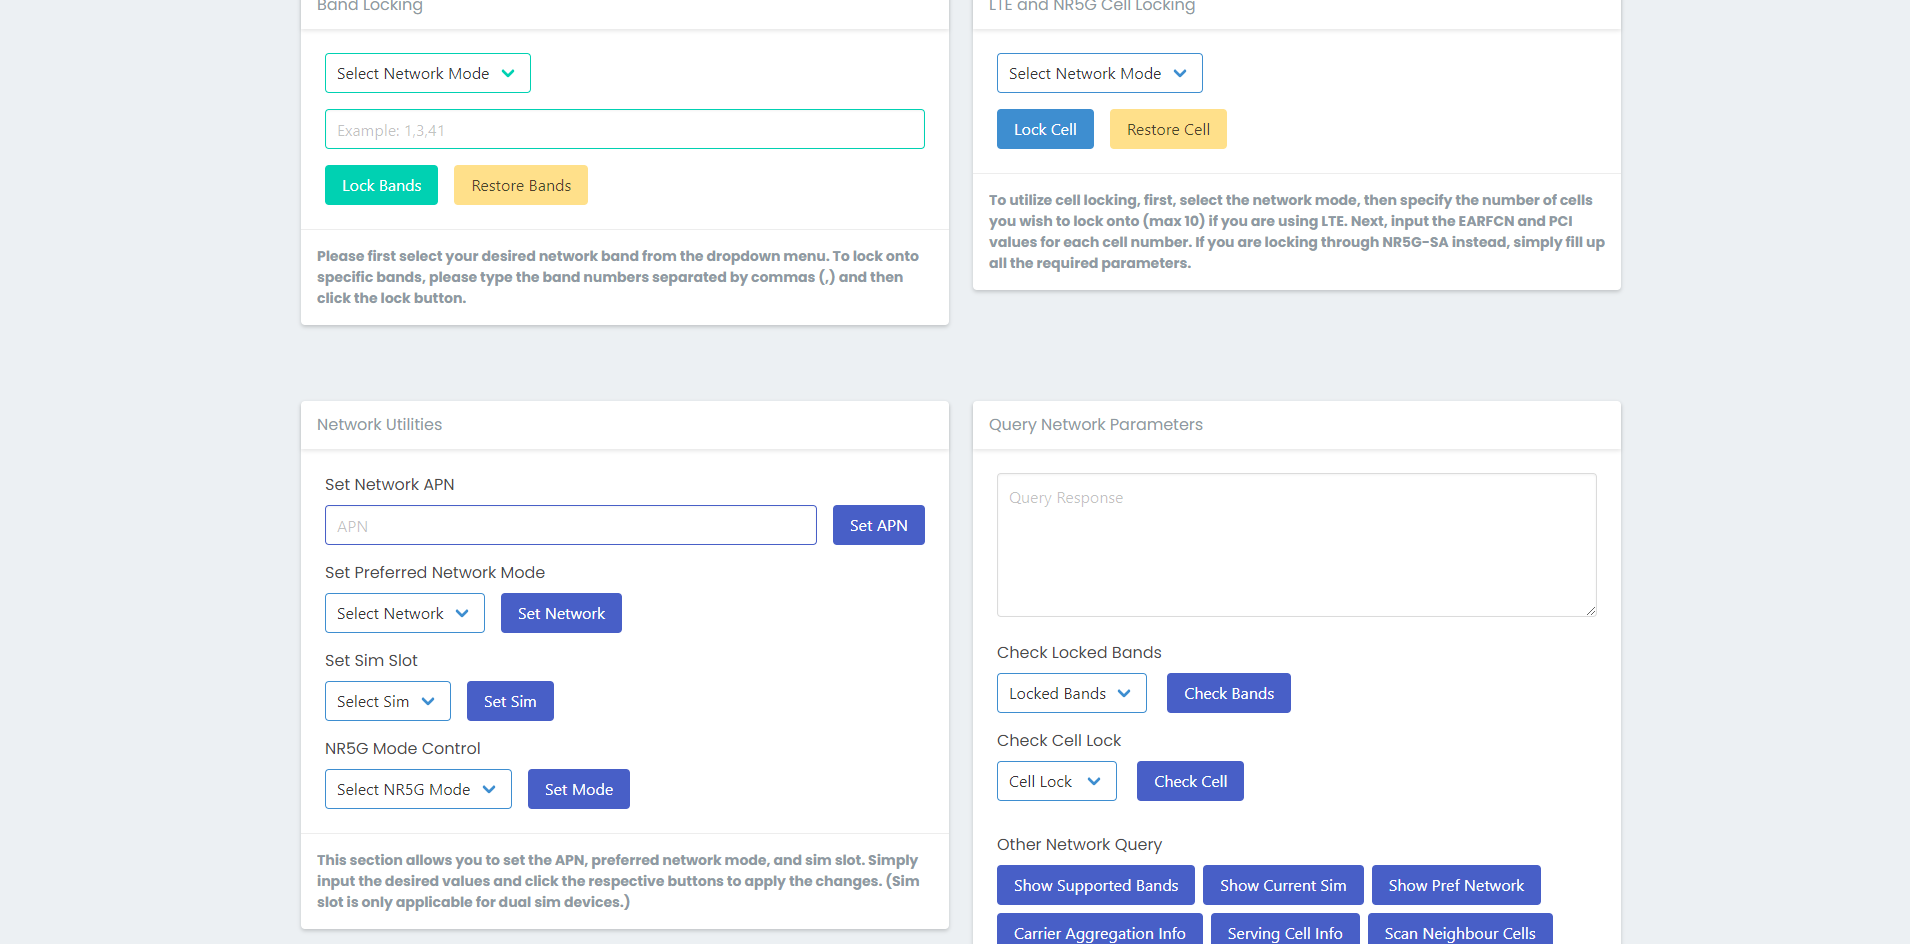 Band Locking
Select Network Mode
Example: 1,3,41
Lock Bands
Restore Bands
Please first select your desired network band from the dropdown menu. To lock onto
specific bands, please type the band numbers separated by commas (,) and then
click the lock button.
LTE and NR5G Cell Locking
Select Network Mode
Lock Cell
Restore Cell
To utilize cell locking, first, select the network mode, then specify the number of cells
you wish to lock onto (max 10) if you are using LTE. Next, input the EARFCN and PCI
values for each cell number. If you are locking through NR5G-SA instead, simply fill up
all the required parameters.
Network Utilities
Set Network APN
APN
Set APN
Set Preferred Network Mode
Select Network
Set Network
Set Sim Slot
Select Sim
Set Sim
NR5G Mode Control
Select NR5G Mode
Set Mode
This section allows you to set the APN, preferred network mode, and sim slot. Simply
input the desired values and click the respective buttons to apply the changes. (Sim
slot is only applicable for dual sim devices.)
Query Network Parameters
Query Response
Check Locked Bands
Locked Bands
Check Bands
Check Cell Lock
Cell Lock
Check Cell
Other Network Query
Show Supported Bands
Show Current Sim
Show Pref Network
Carrier Aggregation Info
Serving Cell Info
Scan Neighbour Cells